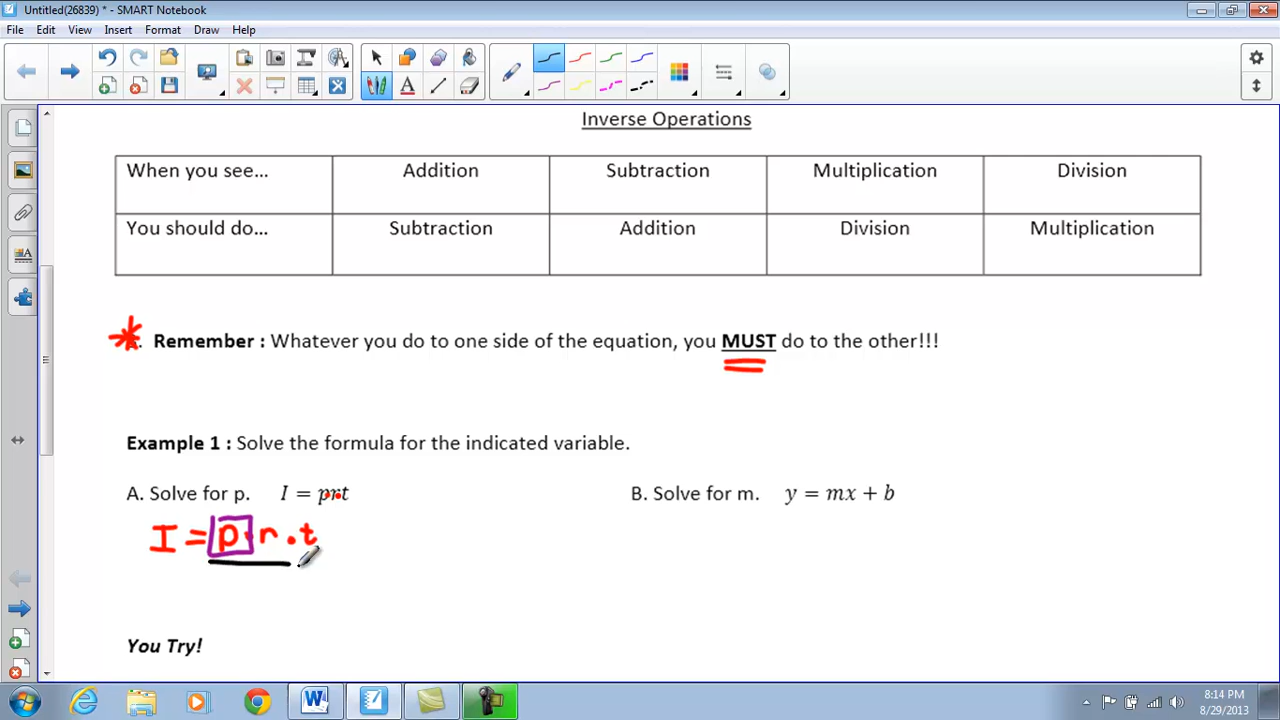 Untitled(26839) * - SMART Notebook
File Edit View Insert Format Draw Help
Inverse Operations
When you see... Addition Subtraction Multiplication Division
You should do... Subtraction Addition Division Multiplication
Remember : Whatever you do to one side of the equation, you MUST do to the other!!!
Example 1 : Solve the formula for the indicated variable.
A. Solve for p. I = prt B. Solve for m. y = mx + b
I = p · r · t
You Try!
8:14 PM
8/29/2013